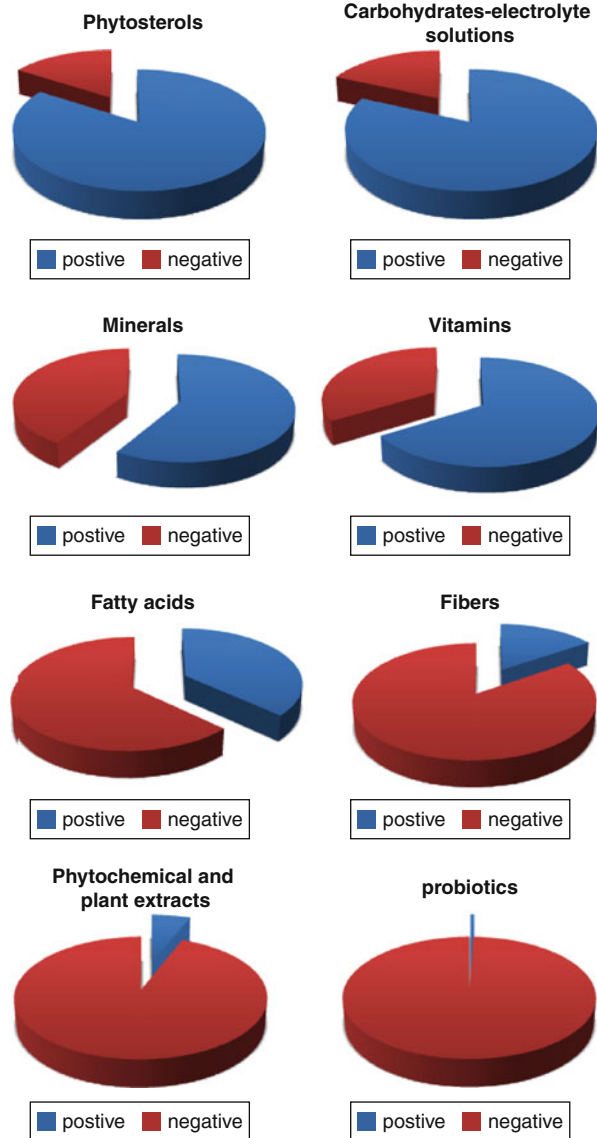 Phytosterols
Carbohydrates-electrolyte
solutions
postive negative
postive negative
Minerals
Vitamins
postive negative
postive negative
Fatty acids
Fibers
postive negative
postive negative
Phytochemical and
plant extracts
probiotics
postive negative
postive negative